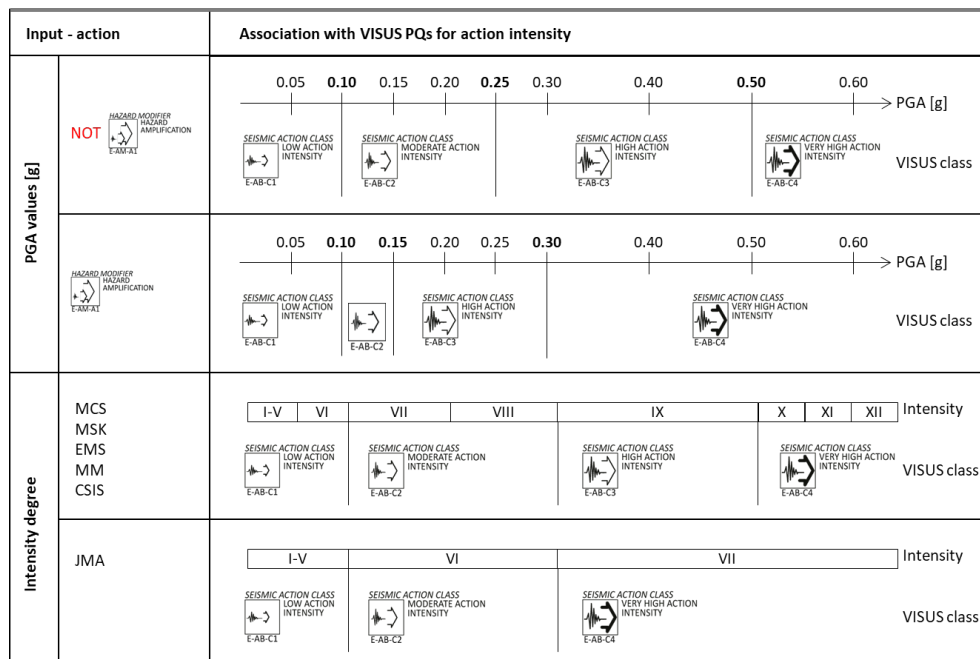 Input - action
Association with VISUS PQs for action intensity
PGA values [g]
NOT
HAZARD MODIFIER
HAZARD
AMPLIFICATION
E-AM-A1
0.05 0.10 0.15 0.20 0.25 0.30 0.40 0.50 0.60
PGA [g]
SEISMIC ACTION CLASS
LOW ACTION
INTENSITY
E-AB-C1
SEISMIC ACTION CLASS
MODERATE ACTION
INTENSITY
E-AB-C2
SEISMIC ACTION CLASS
HIGH ACTION
INTENSITY
E-AB-C3
SEISMIC ACTION CLASS
VERY HIGH ACTION
INTENSITY
E-AB-C4
VISUS class
HAZARD MODIFIER
HAZARD
AMPLIFICATION
E-AM-A1
0.05 0.10 0.15 0.20 0.25 0.30 0.40 0.50 0.60
PGA [g]
SEISMIC ACTION CLASS
LOW ACTION
INTENSITY
E-AB-C1
E-AB-C2
SEISMIC ACTION CLASS
HIGH ACTION
INTENSITY
E-AB-C3
SEISMIC ACTION CLASS
VERY HIGH ACTION
INTENSITY
E-AB-C4
VISUS class
Intensity degree
MCS
MSK
EMS
MM
CSIS
I-V VI VII VIII IX X XI XII
Intensity
SEISMIC ACTION CLASS
LOW ACTION
INTENSITY
E-AB-C1
SEISMIC ACTION CLASS
MODERATE ACTION
INTENSITY
E-AB-C2
SEISMIC ACTION CLASS
HIGH ACTION
INTENSITY
E-AB-C3
SEISMIC ACTION CLASS
VERY HIGH ACTION
INTENSITY
E-AB-C4
VISUS class
JMA
I-V VI VII
Intensity
SEISMIC ACTION CLASS
LOW ACTION
INTENSITY
E-AB-C1
SEISMIC ACTION CLASS
MODERATE ACTION
INTENSITY
E-AB-C2
SEISMIC ACTION CLASS
VERY HIGH ACTION
INTENSITY
E-AB-C4
VISUS class